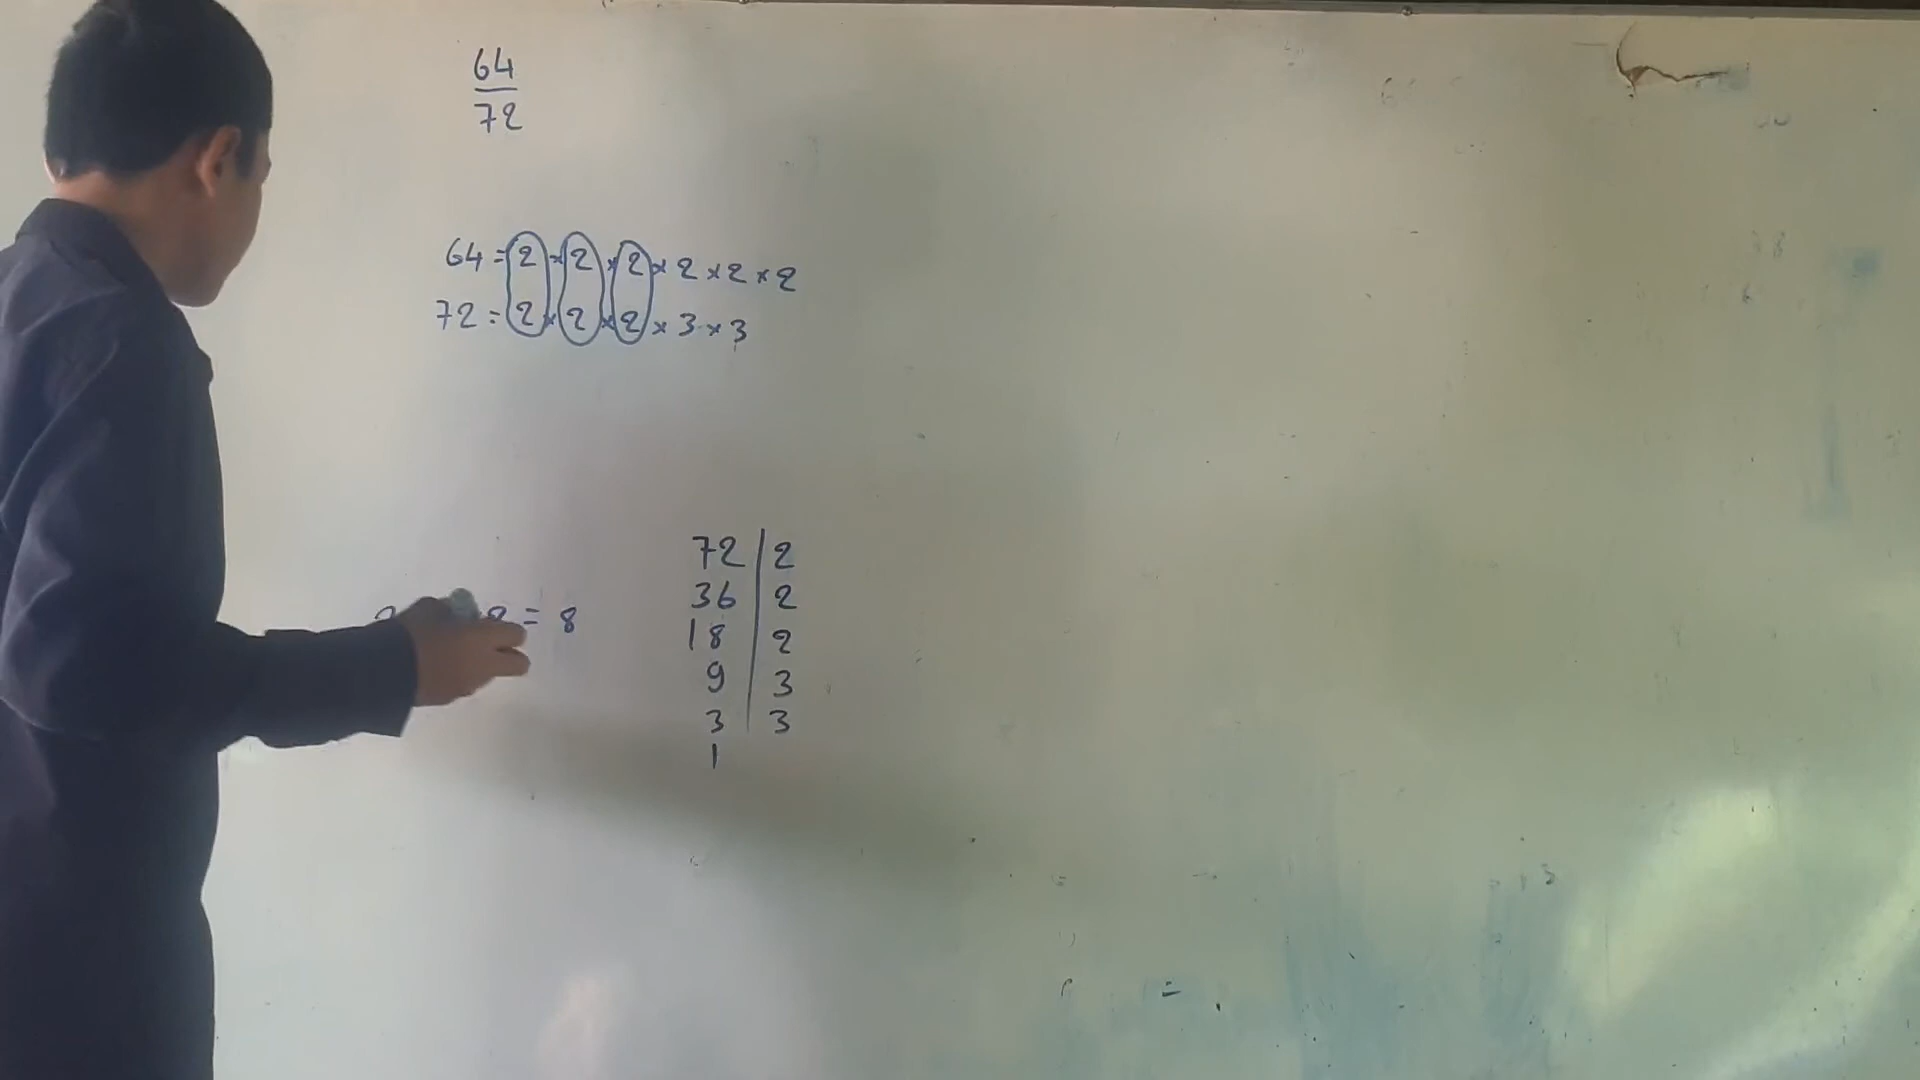 64
72
64 = 2 × 2 × 2 × 2 × 2 × 2
72 = 2 × 2 × 2 × 3 × 3
= 8
72 | 2
36 | 2
18 | 2
9 | 3
3 | 3
1